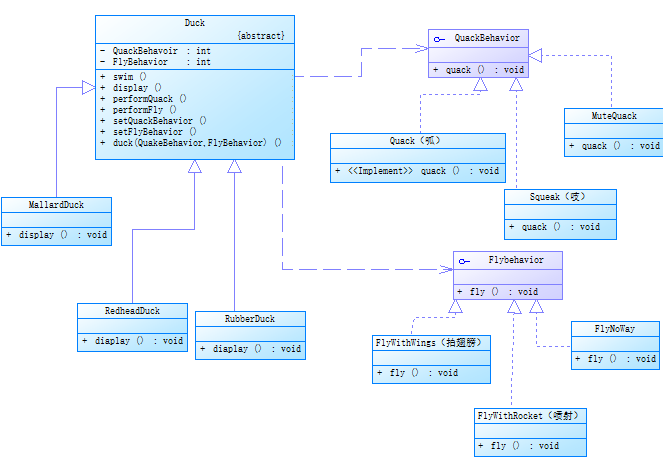 Duck
{abstract}
- QuackBehavoir : int
- FlyBehavior : int
+ swim ()
+ display ()
+ performQuack ()
+ performFly ()
+ setQuackBehavior ()
+ setFlyBehavior ()
+ duck(QuakeBehavior,FlyBehavior) ()
QuackBehavior
+ quack () : void
MuteQuack
+ quack () : void
Quack (呱)
+ <<Implement>> quack () : void
Squeak (吱)
+ quack () : void
MallardDuck
+ display () : void
Flybehavior
+ fly () : void
RedheadDuck
+ diaplay () : void
RubberDuck
+ diaplay () : void
FlyWithWings (拍翅膀)
+ fly () : void
FlyNoWay
+ fly () : void
FlyWithRocket (喷射)
+ fly () : void